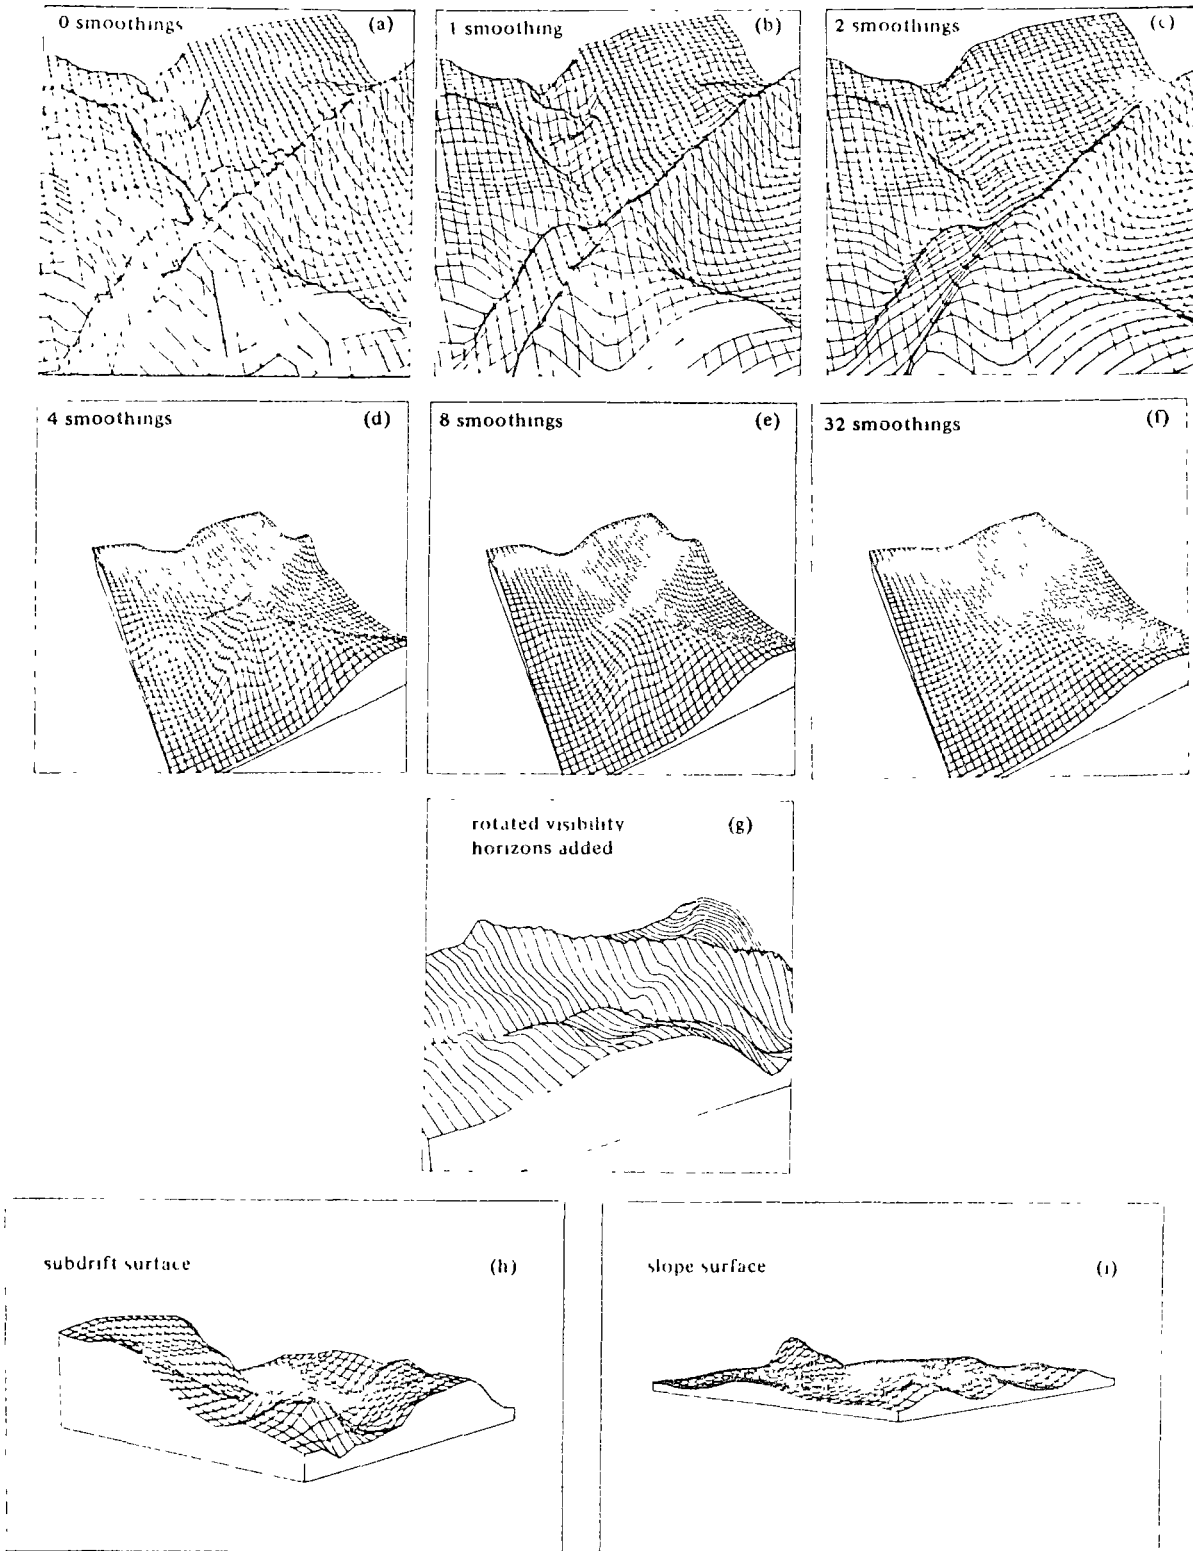 0 smoothings (a)
1 smoothing (b)
2 smoothings (c)
4 smoothings (d)
8 smoothings (e)
32 smoothings (f)
rotated visibility (g)
horizons added
subdrift surface (h)
slope surface (i)